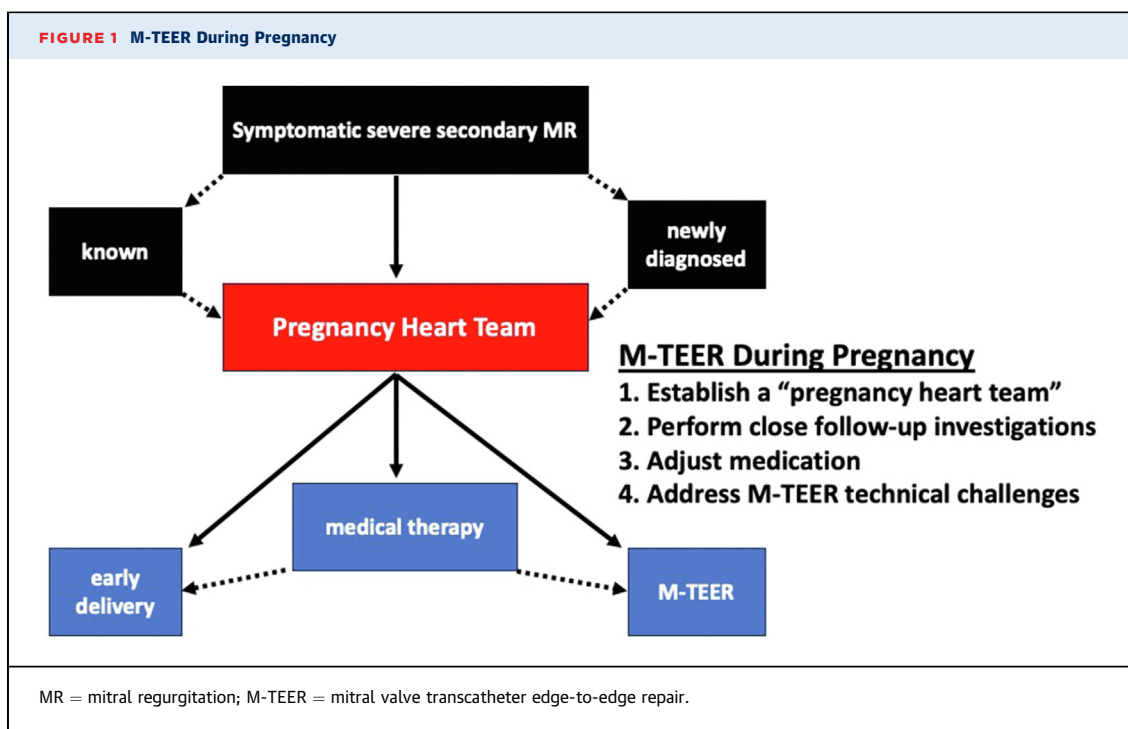 FIGURE 1 M-TEER During Pregnancy
Symptomatic severe secondary MR
known
newly
diagnosed
Pregnancy Heart Team
M-TEER During Pregnancy
1. Establish a “pregnancy heart team”
2. Perform close follow-up investigations
3. Adjust medication
4. Address M-TEER technical challenges
medical therapy
early
delivery
M-TEER
MR = mitral regurgitation; M-TEER = mitral valve transcatheter edge-to-edge repair.